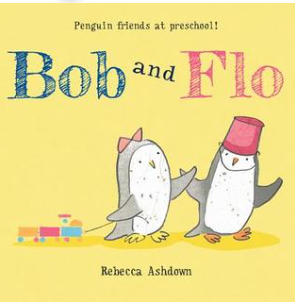 Penguin friends at preschool!
Bob and Flo
Rebecca Ashdown